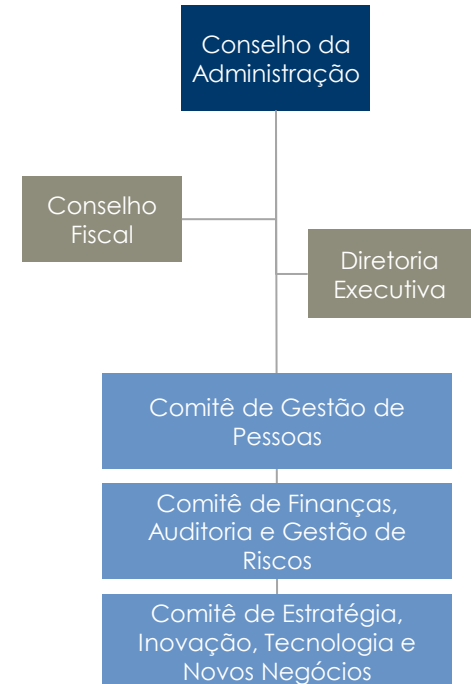 Conselho da
Administração
Conselho
Fiscal
Diretoria
Executiva
Comitê de Gestão de
Pessoas
Comitê de Finanças,
Auditoria e Gestão de
Riscos
Comitê de Estratégia,
Inovação, Tecnologia e
Novos Negócios